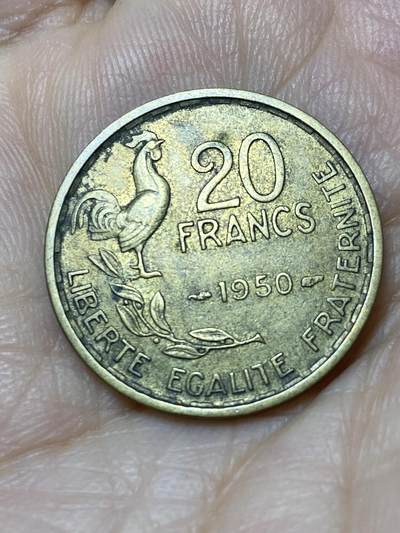 20
FRANCS
1950
LIBERTE EGALITE FRATERNITE